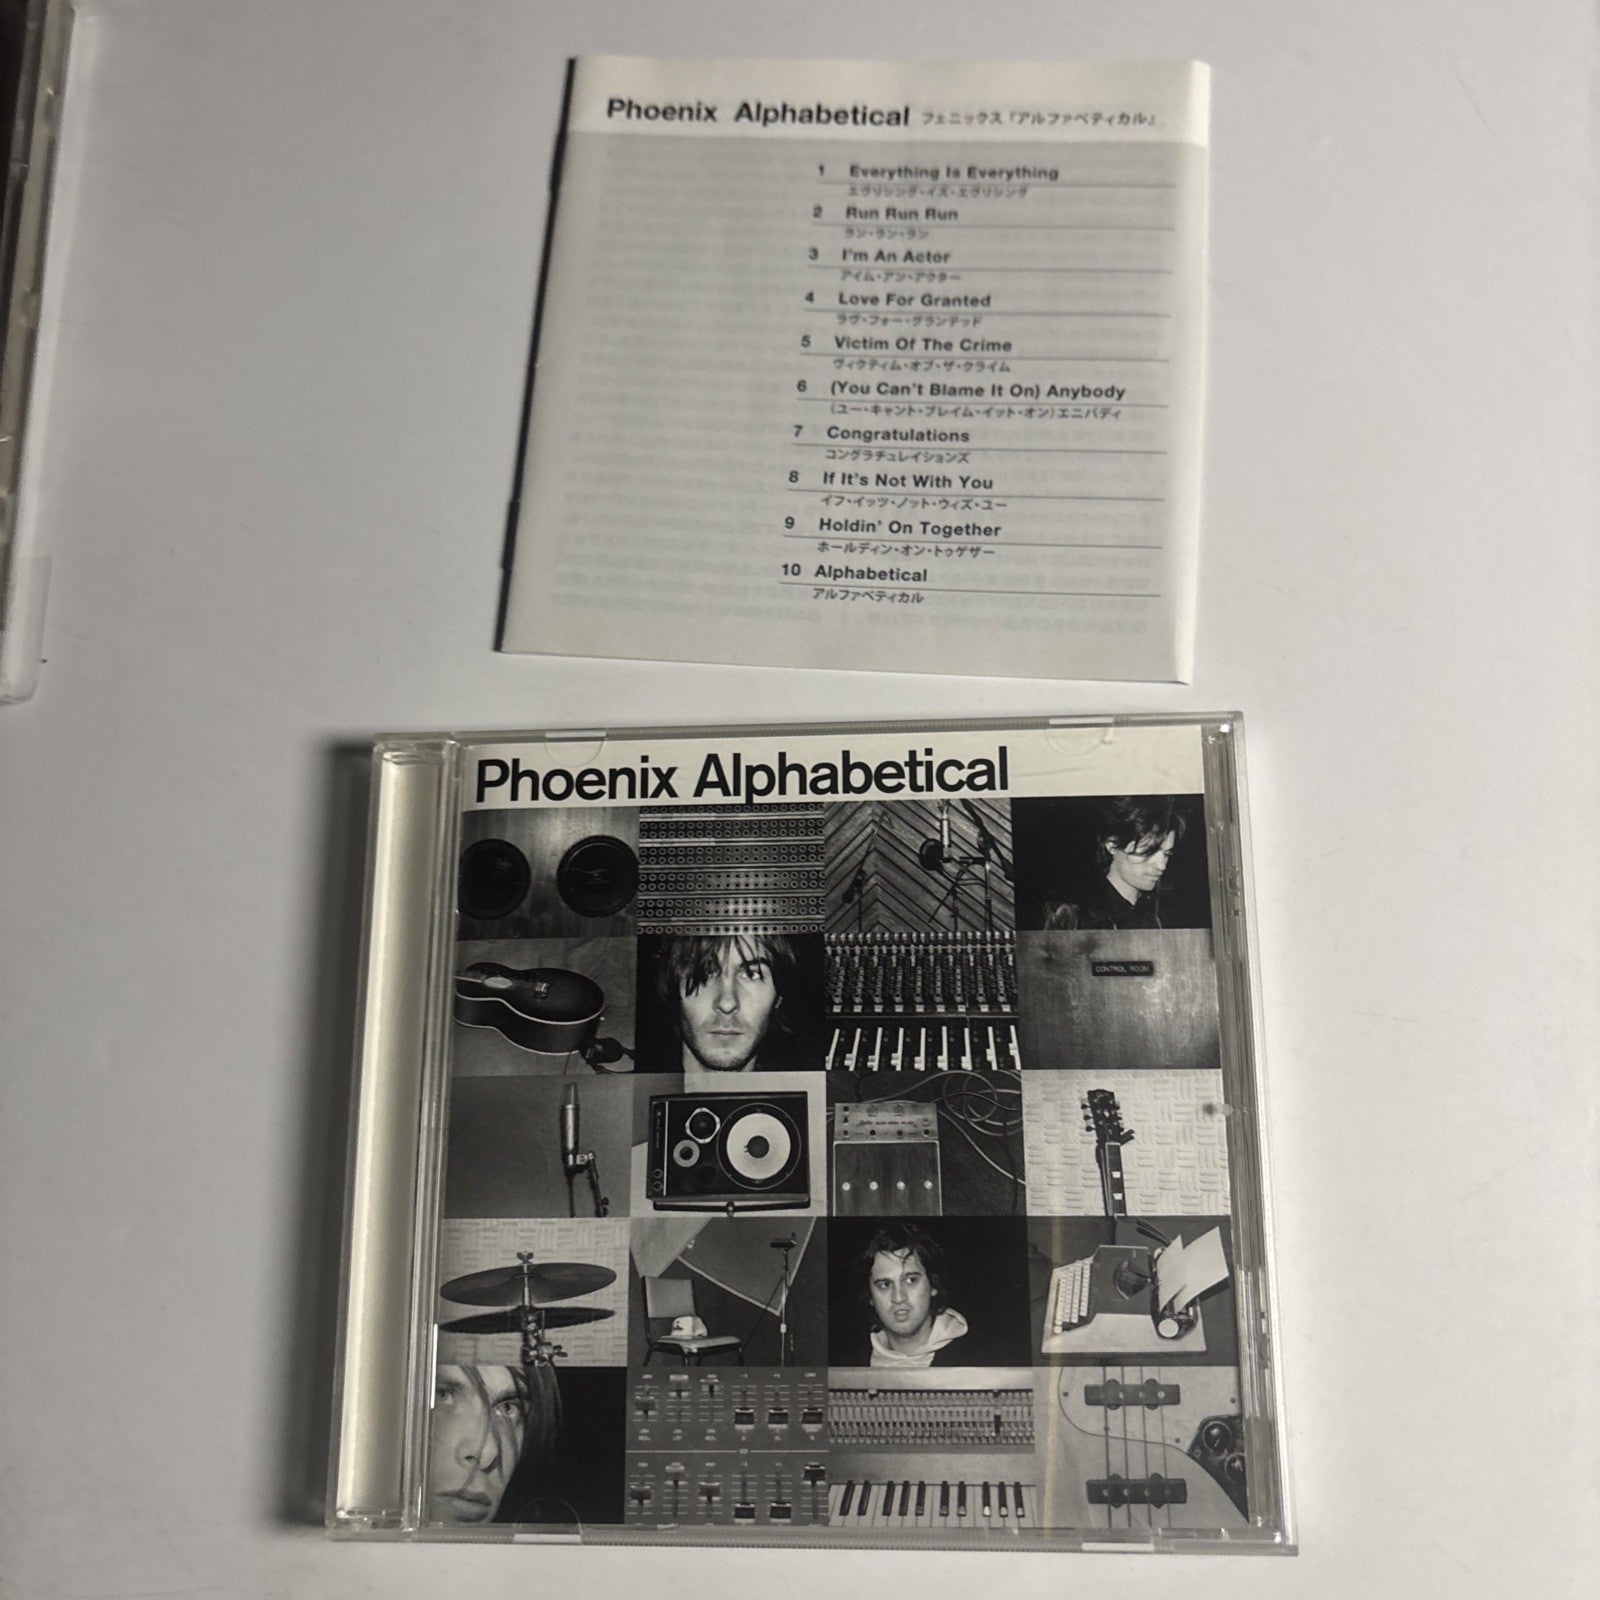 Phoenix Alphabetical フェニックス「アルファベティカル」
1 Everything Is Everything
エヴリシング・イズ・エヴリシング
2 Run Run Run
ラン・ラン・ラン
3 I'm An Actor
アイム・アン・アクター
4 Love For Granted
ラヴ・フォー・グランテッド
5 Victim Of The Crime
ヴィクティム・オブ・ザ・クライム
6 (You Can't Blame It On) Anybody
(ユー・キャント・ブレイム・イット・オン)エニバディ
7 Congratulations
コングラチュレイションズ
8 If It's Not With You
イフ・イッツ・ノット・ウィズ・ユー
9 Holdin' On Together
ホールディン・オン・トゥゲザー
10 Alphabetical
アルファベティカル
Phoenix Alphabetical
CONTROL ROOM